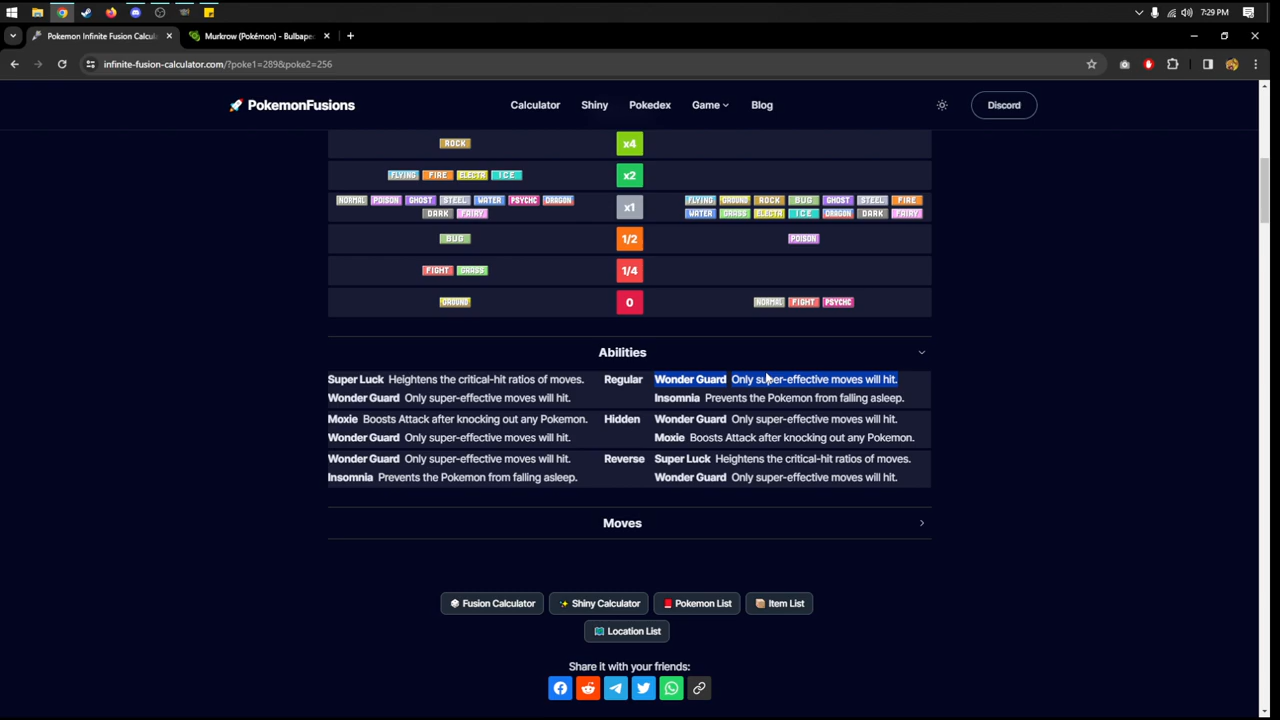 7:29 PM
Pokemon Infinite Fusion Calcula
Murkrow (Pokémon) - Bulbape
infinite-fusion-calculator.com/?poke1=289&poke2=256
PokemonFusions
Calculator Shiny Pokedex Game Blog Discord
ROCK x4
FLYING FIRE ELECTR ICE x2
NORMAL POISON GHOST STEEL WATER PSYCHC DRAGON x1 FLYING GROUND ROCK BUG GHOST STEEL FIRE
DARK FAIRY WATER GRASS ELECTR ICE DRAGON DARK FAIRY
BUG 1/2 POISON
FIGHT GRASS 1/4
GROUND 0 NORMAL FIGHT PSYCHC
Abilities
Super Luck Heightens the critical-hit ratios of moves. Regular Wonder Guard Only super-effective moves will hit.
Wonder Guard Only super-effective moves will hit. Insomnia Prevents the Pokemon from falling asleep.
Moxie Boosts Attack after knocking out any Pokemon. Hidden Wonder Guard Only super-effective moves will hit.
Wonder Guard Only super-effective moves will hit. Moxie Boosts Attack after knocking out any Pokemon.
Wonder Guard Only super-effective moves will hit. Reverse Super Luck Heightens the critical-hit ratios of moves.
Insomnia Prevents the Pokemon from falling asleep. Wonder Guard Only super-effective moves will hit.
Moves
Fusion Calculator Shiny Calculator Pokemon List Item List
Location List
Share it with your friends: